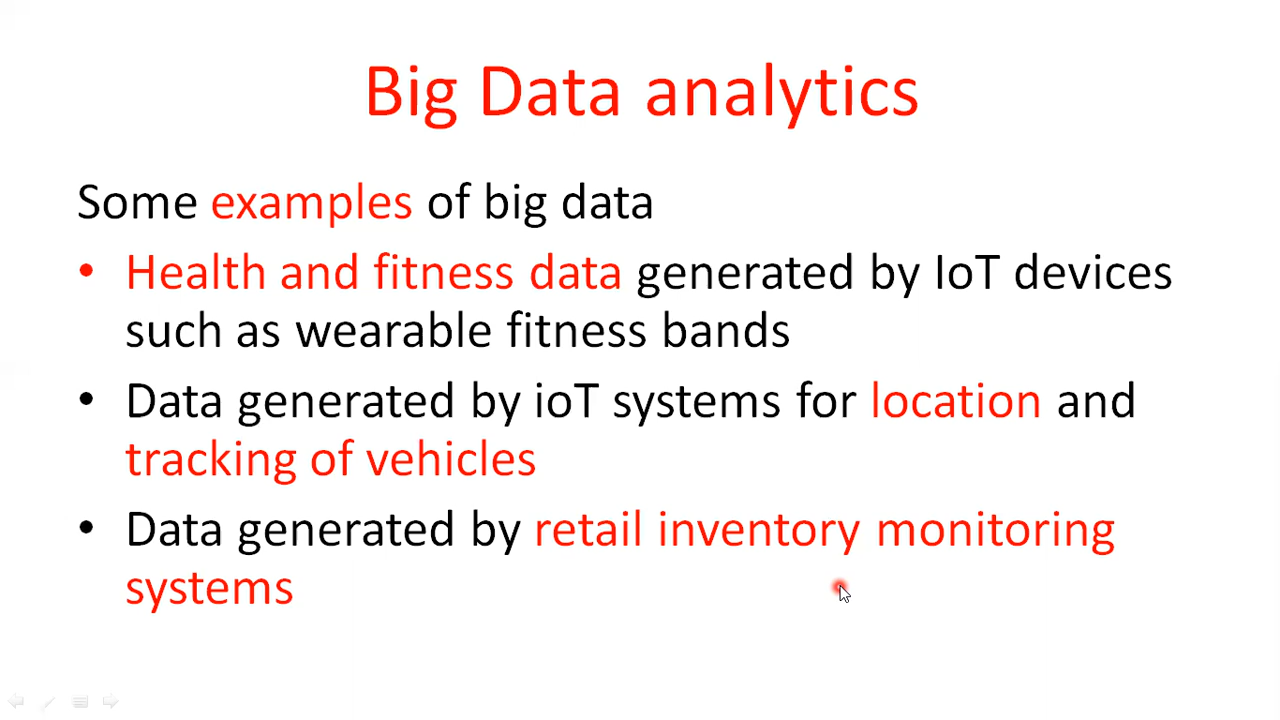 Big Data analytics
Some examples of big data
• Health and fitness data generated by IoT devices
such as wearable fitness bands
• Data generated by ioT systems for location and
tracking of vehicles
• Data generated by retail inventory monitoring
systems